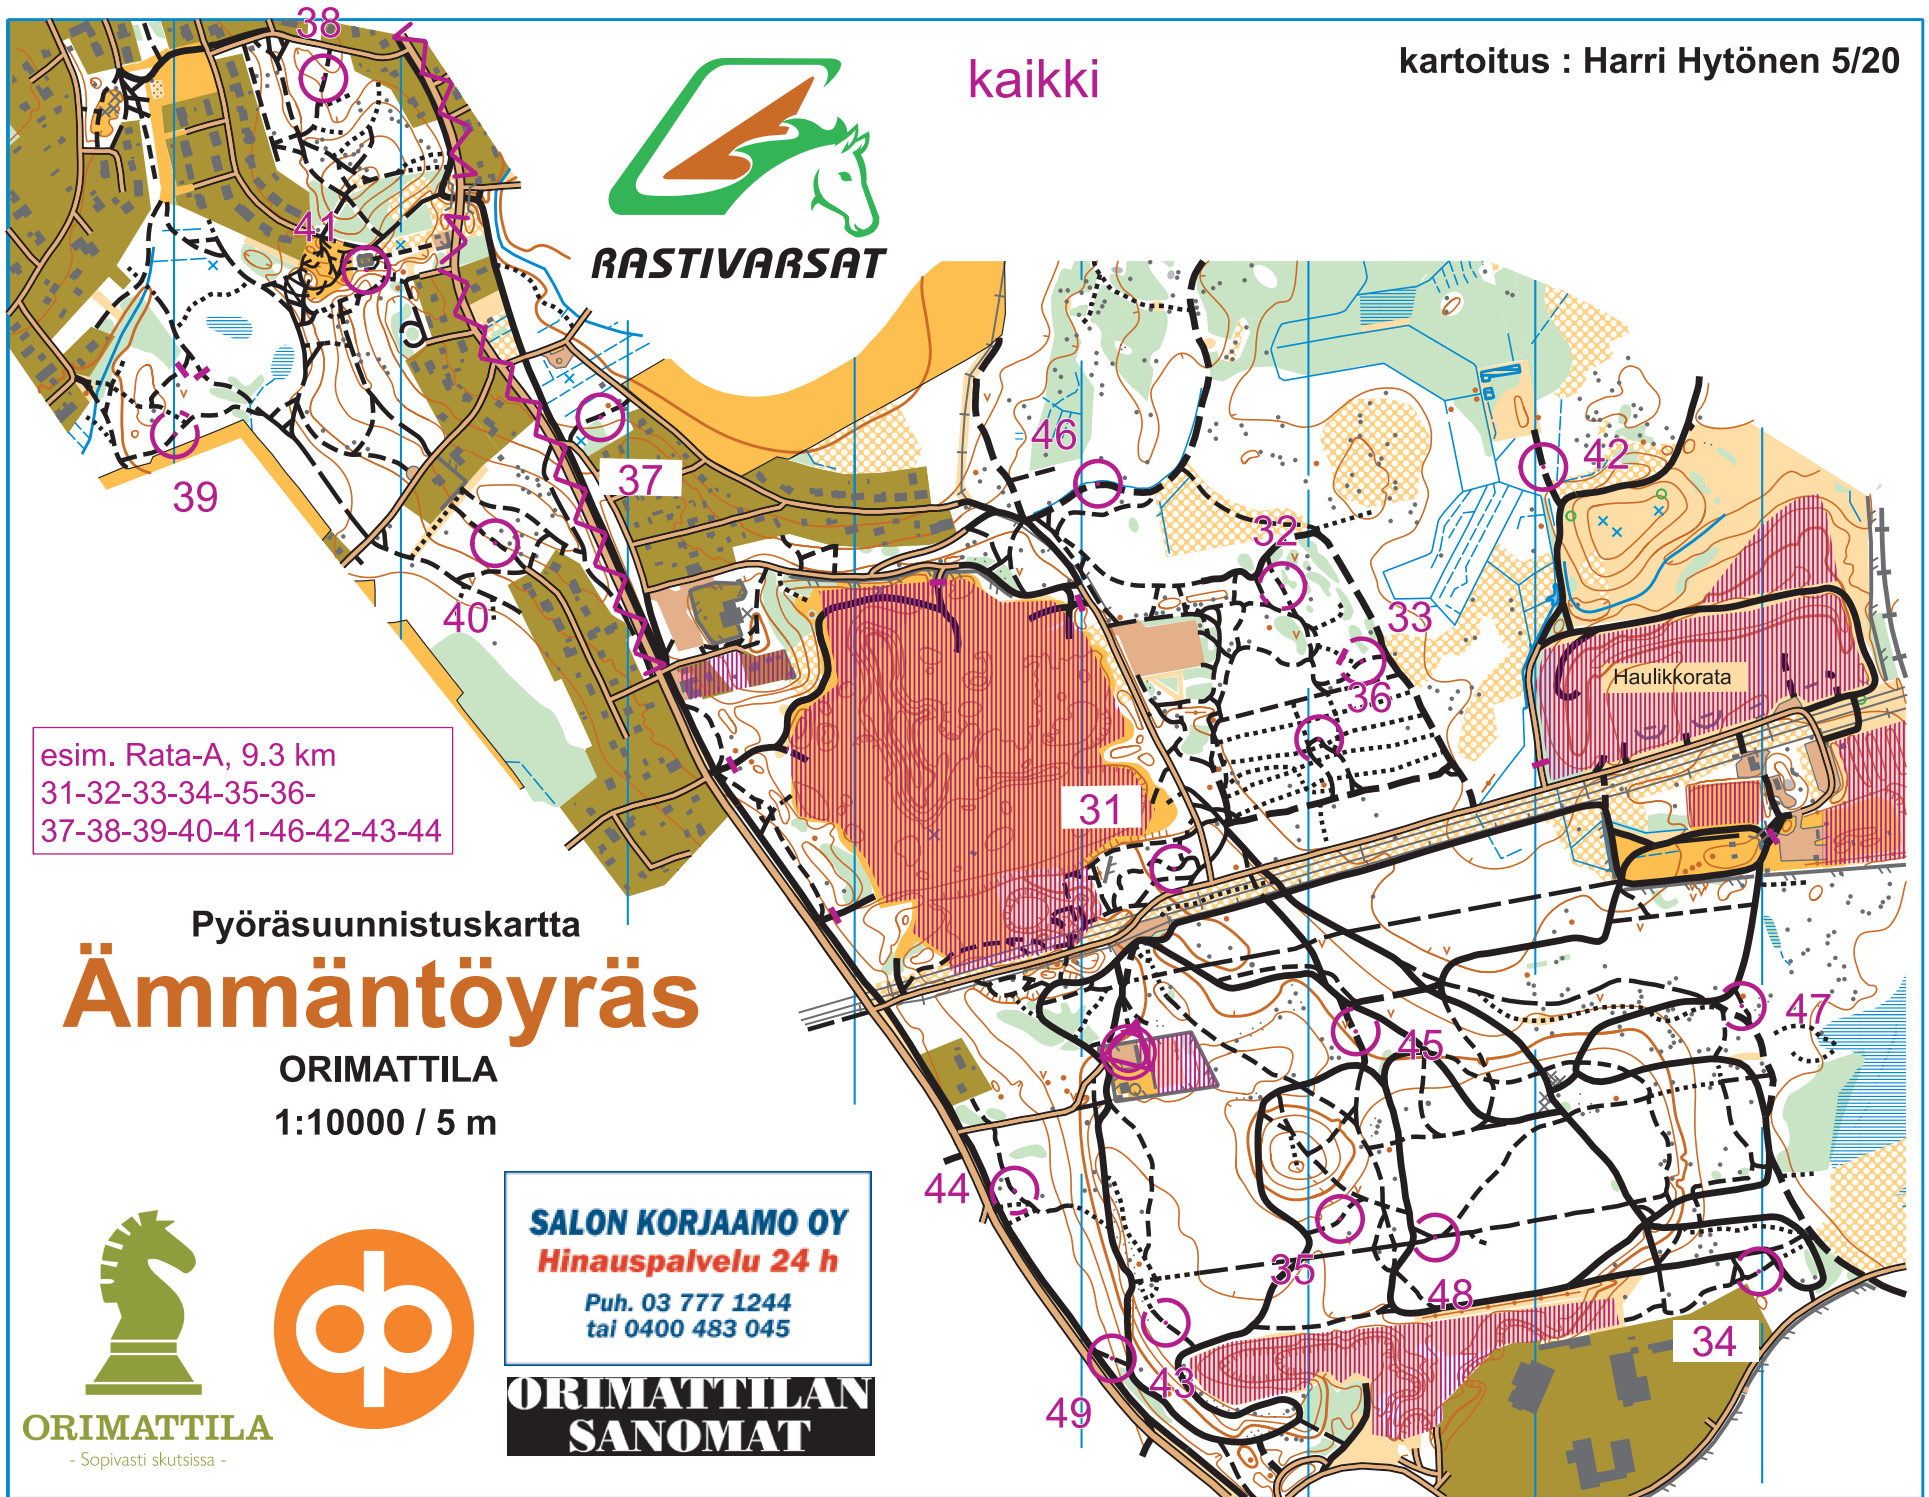 kaikki
kartoitus : Harri Hytönen 5/20
RASTIVARSAT
38
41
39
37
40
46
42
32
33
36
Haulikkorata
31
esim. Rata-A, 9.3 km
31-32-33-34-35-36-
37-38-39-40-41-46-42-43-44
Pyöräsuunnistuskartta
Ämmäntöyräs
ORIMATTILA
1:10000 / 5 m
47
45
44
35
48
34
43
49
SALON KORJAAMO OY
Hinauspalvelu 24 h
Puh. 03 777 1244
tai 0400 483 045
ORIMATTILAN
SANOMAT
ORIMATTILA
- Sopivasti skutsissa -